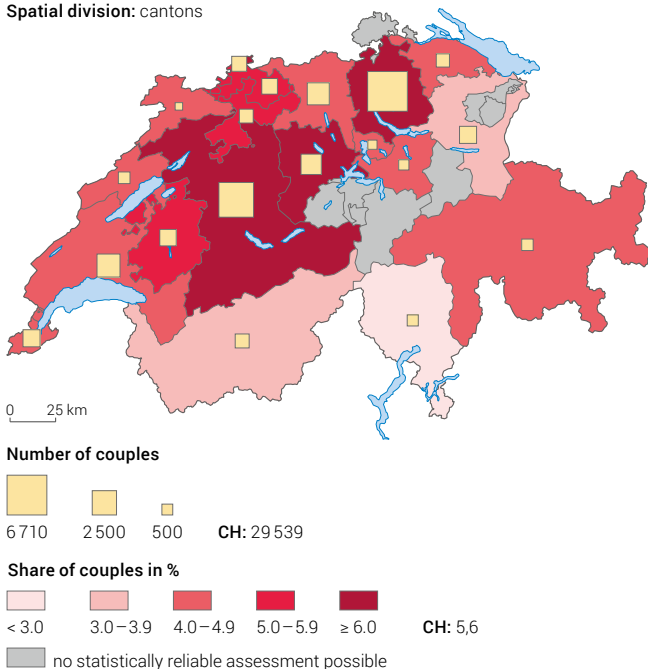 Spatial division: cantons
0 25 km
Number of couples
6 710 2 500 500 CH: 29 539
Share of couples in %
< 3.0 3.0–3.9 4.0–4.9 5.0–5.9 ≥ 6.0 CH: 5,6
no statistically reliable assessment possible